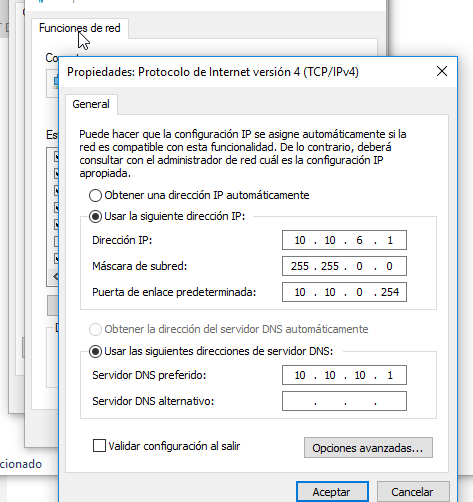 Funciones de red
Propiedades: Protocolo de Internet versión 4 (TCP/IPv4)
General
Puede hacer que la configuración IP se asigne automáticamente si la
red es compatible con esta funcionalidad. De lo contrario, deberá
consultar con el administrador de red cuál es la configuración IP
apropiada.
Obtener una dirección IP automáticamente
Usar la siguiente dirección IP:
Dirección IP: 10 . 10 . 6 . 1
Máscara de subred: 255 . 255 . 0 . 0
Puerta de enlace predeterminada: 10 . 10 . 0 . 254
Obtener la dirección del servidor DNS automáticamente
Usar las siguientes direcciones de servidor DNS:
Servidor DNS preferido: 10 . 10 . 10 . 1
Servidor DNS alternativo: . . .
Validar configuración al salir
Opciones avanzadas...
cionado
Aceptar Cancelar